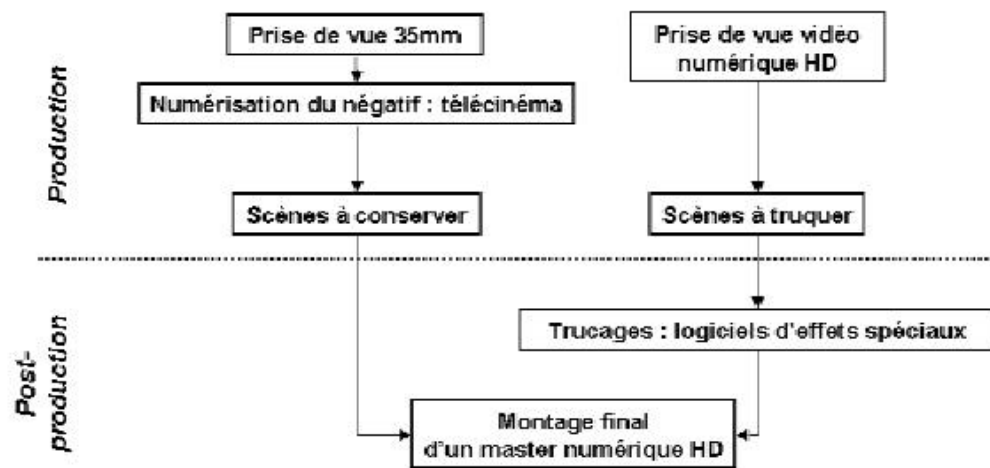 Production
Prise de vue 35mm
Prise de vue vidéo
numérique HD
Numérisation du négatif : télécinéma
Scènes à conserver
Scènes à truquer
Post-
production
Trucages : logiciels d'effets spéciaux
Montage final
d'un master numérique HD